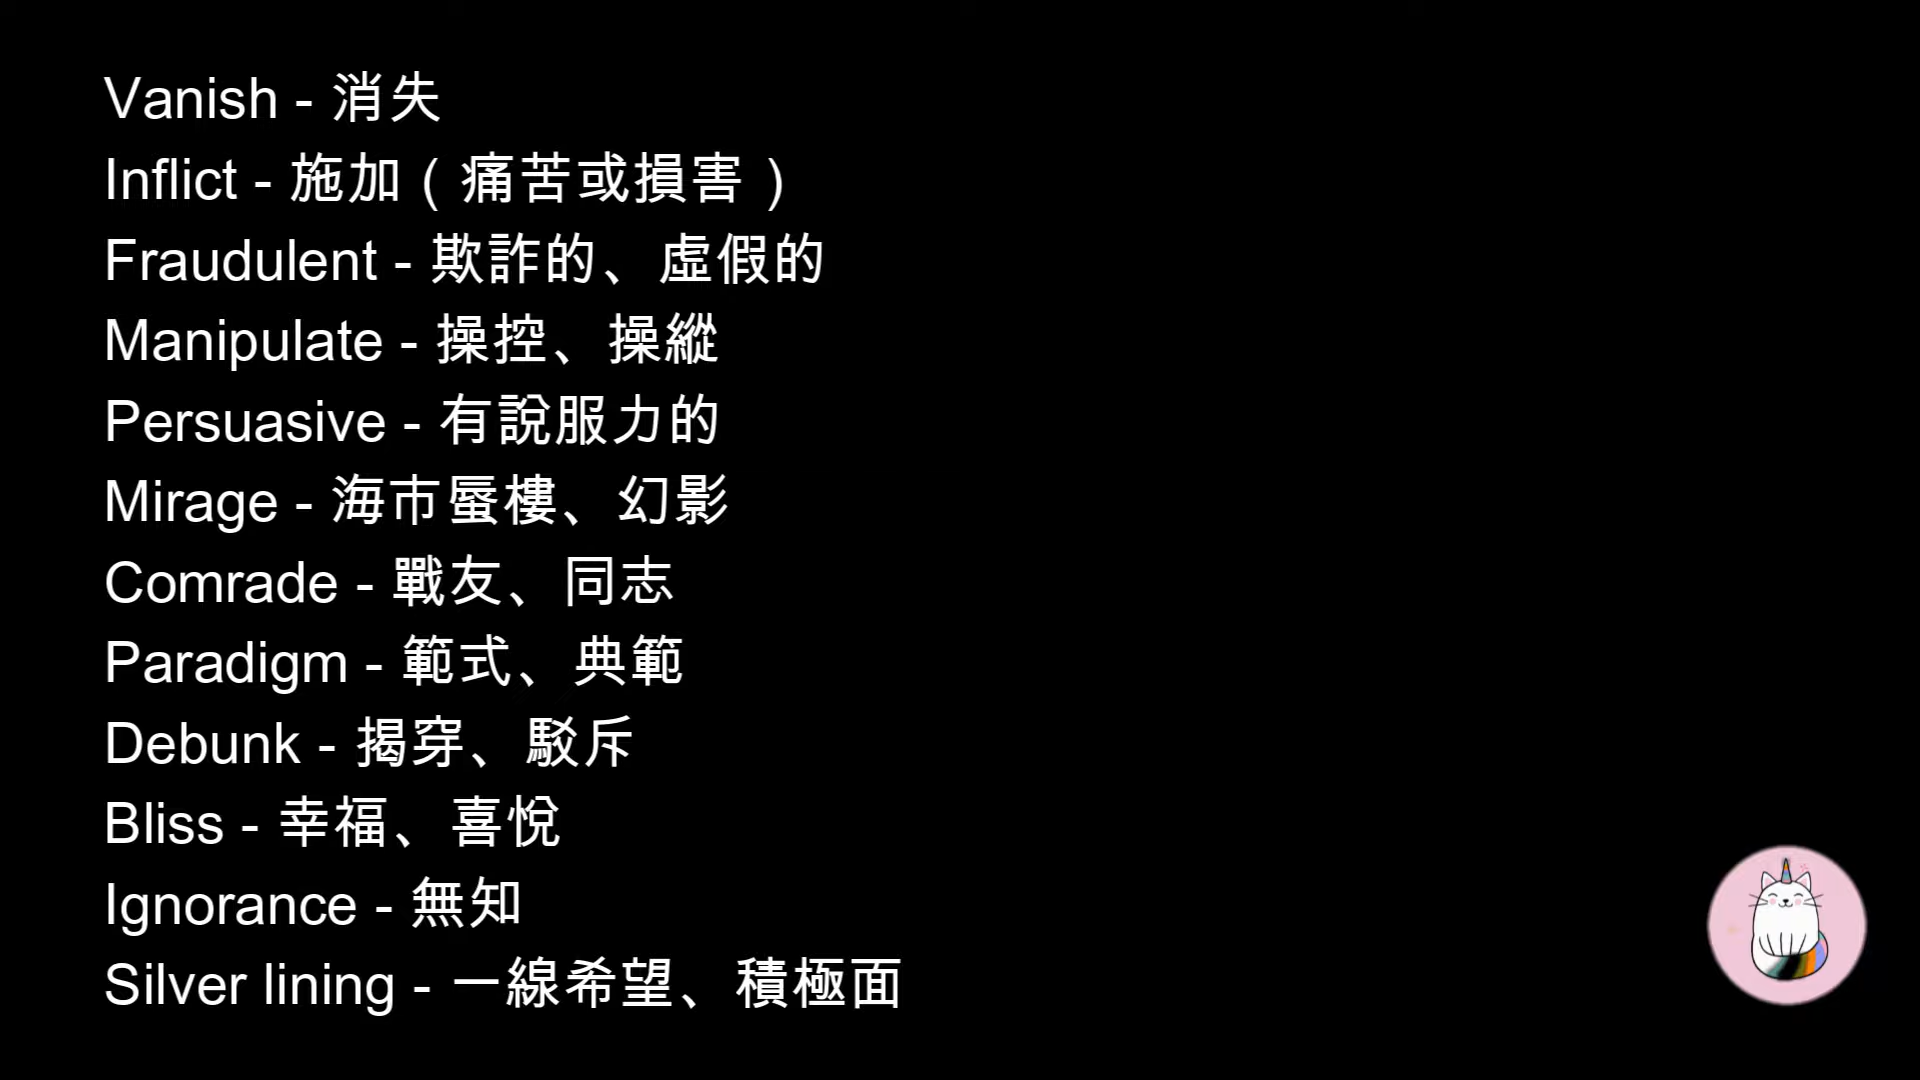 Vanish - 消失
Inflict - 施加（痛苦或損害）
Fraudulent - 欺詐的、虛假的
Manipulate - 操控、操縱
Persuasive - 有說服力的
Mirage - 海市蜃樓、幻影
Comrade - 戰友、同志
Paradigm - 範式、典範
Debunk - 揭穿、駁斥
Bliss - 幸福、喜悅
Ignorance - 無知
Silver lining - 一線希望、積極面